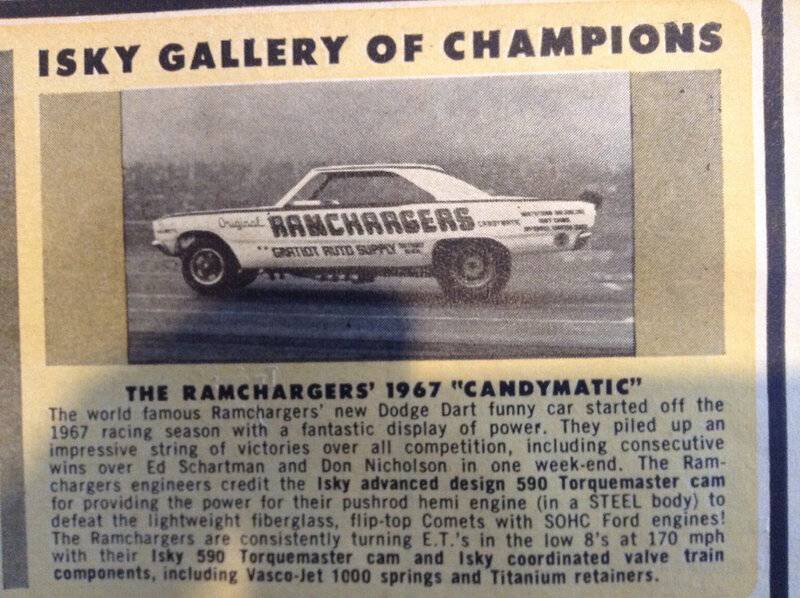 ISKY GALLERY OF CHAMPIONS
Original RAMCHARGERS CANDYMATIC
GRATIOT AUTO SUPPLY
THE RAMCHARGERS' 1967 "CANDYMATIC"
The world famous Ramchargers' new Dodge Dart funny car started off the
1967 racing season with a fantastic display of power. They piled up an
impressive string of victories over all competition, including consecutive
wins over Ed Schartman and Don Nicholson in one week-end. The Ram-
chargers engineers credit the Isky advanced design 590 Torquemaster cam
for providing the power for their pushrod hemi engine (in a STEEL body) to
defeat the lightweight fiberglass, flip-top Comets with SOHC Ford engines!
The Ramchargers are consistently turning E.T.'s in the low 8's at 170 mph
with their Isky 590 Torquemaster cam and Isky coordinated valve train
components, including Vasco-Jet 1000 springs and Titanium retainers.